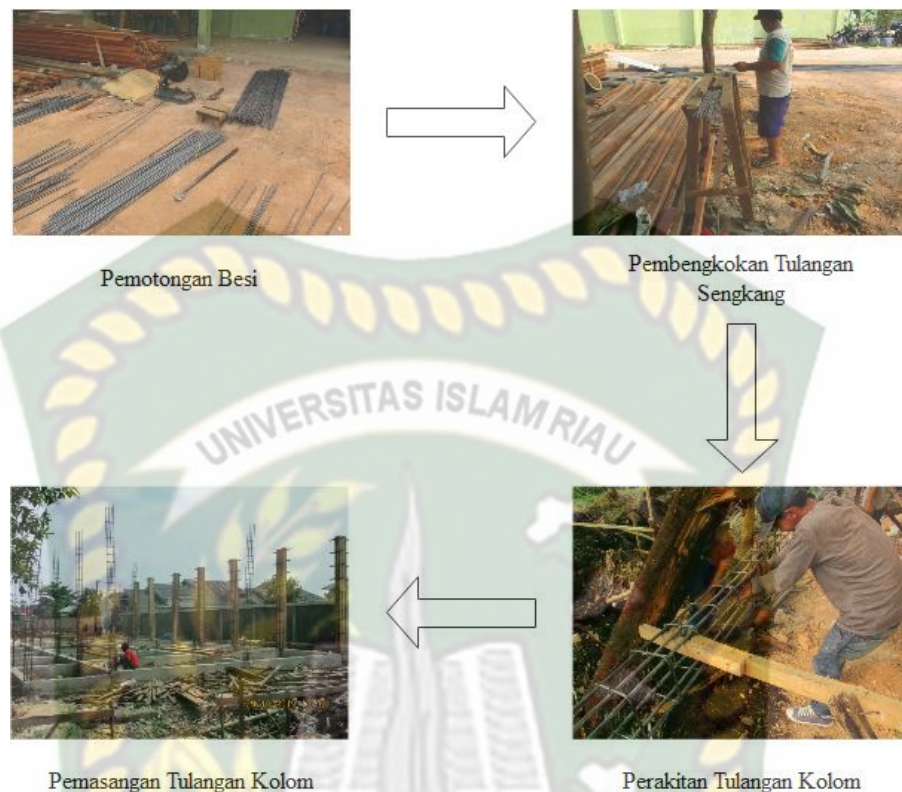 Pemotongan Besi
Pembengkokan Tulangan
Sengkang
UNIVERSITAS ISLAM RIAU
Pemasangan Tulangan Kolom
Perakitan Tulangan Kolom